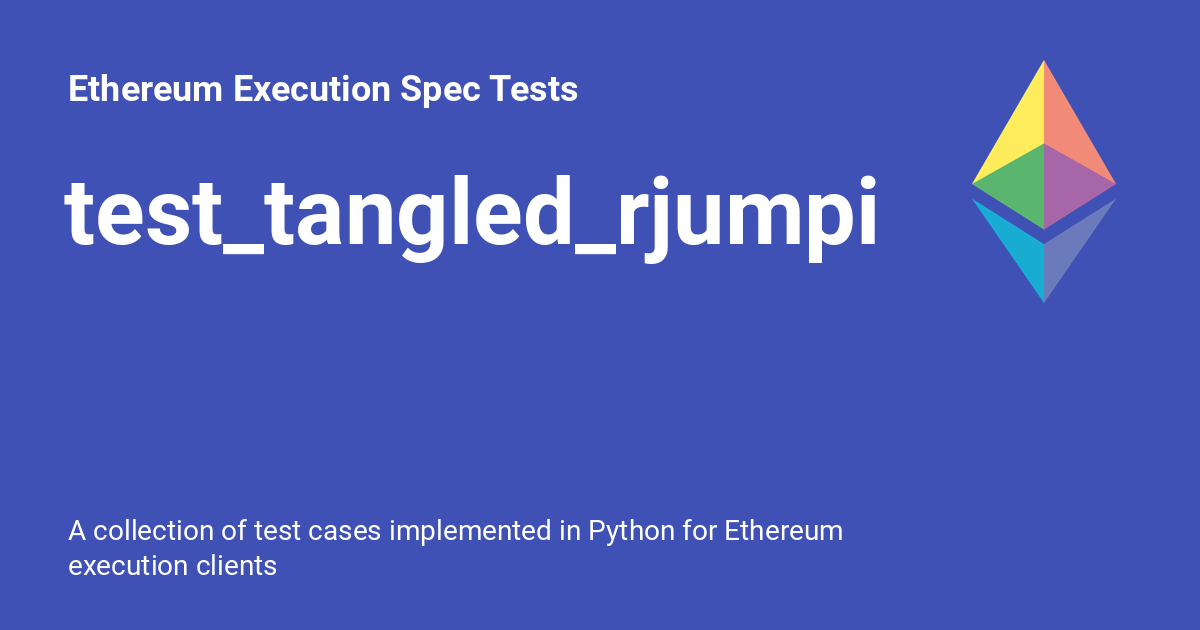 Ethereum Execution Spec Tests
test_tangled_rjumpi
A collection of test cases implemented in Python for Ethereum
execution clients